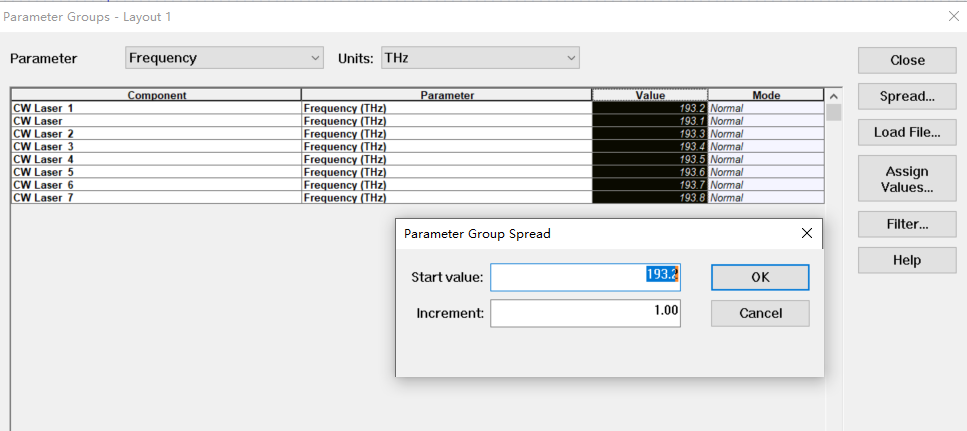 Parameter Groups - Layout 1
Parameter
Frequency
Units:
THz
Close
Spread...
Load File...
Assign
Values...
Filter...
Help
Component Parameter Value Mode
CW Laser 1 Frequency (THz) 193.2 Normal
CW Laser Frequency (THz) 193.1 Normal
CW Laser 2 Frequency (THz) 193.3 Normal
CW Laser 3 Frequency (THz) 193.4 Normal
CW Laser 4 Frequency (THz) 193.5 Normal
CW Laser 5 Frequency (THz) 193.6 Normal
CW Laser 6 Frequency (THz) 193.7 Normal
CW Laser 7 Frequency (THz) 193.8 Normal
Parameter Group Spread
Start value: 193.2
OK
Increment: 1.00
Cancel